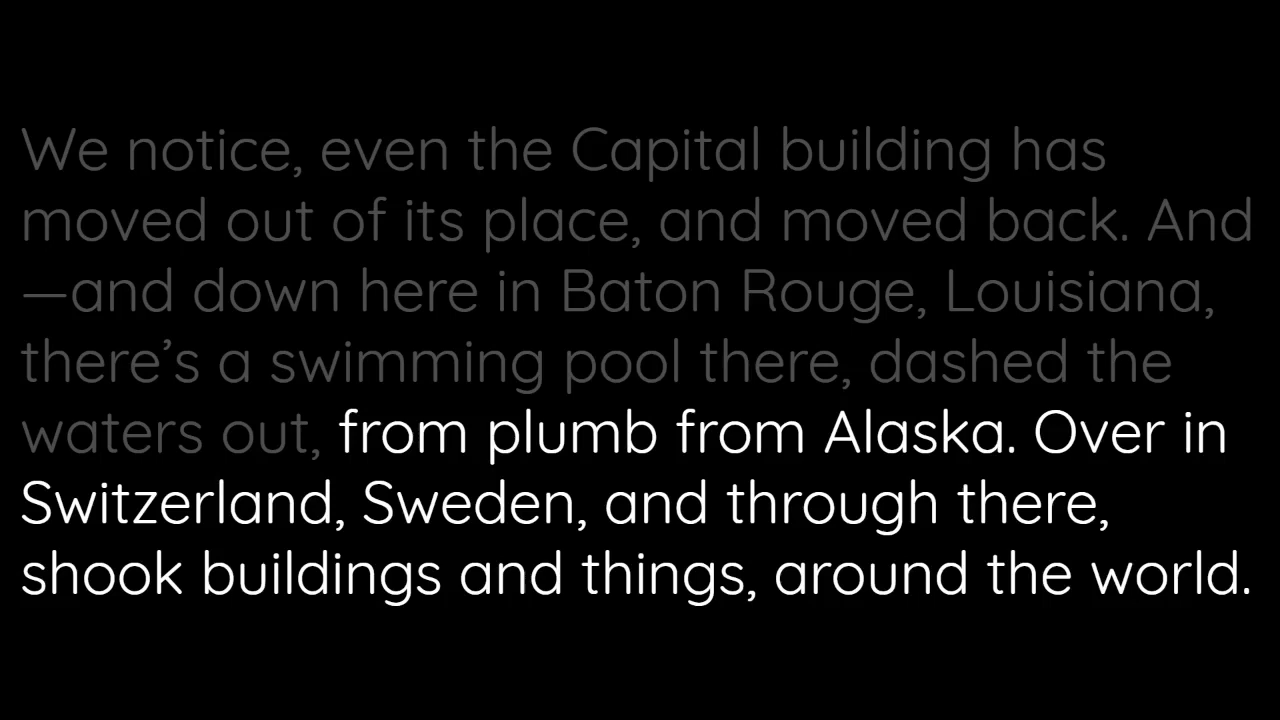 We notice, even the Capital building has
moved out of its place, and moved back. And
—and down here in Baton Rouge, Louisiana,
there’s a swimming pool there, dashed the
waters out, from plumb from Alaska. Over in
Switzerland, Sweden, and through there,
shook buildings and things, around the world.